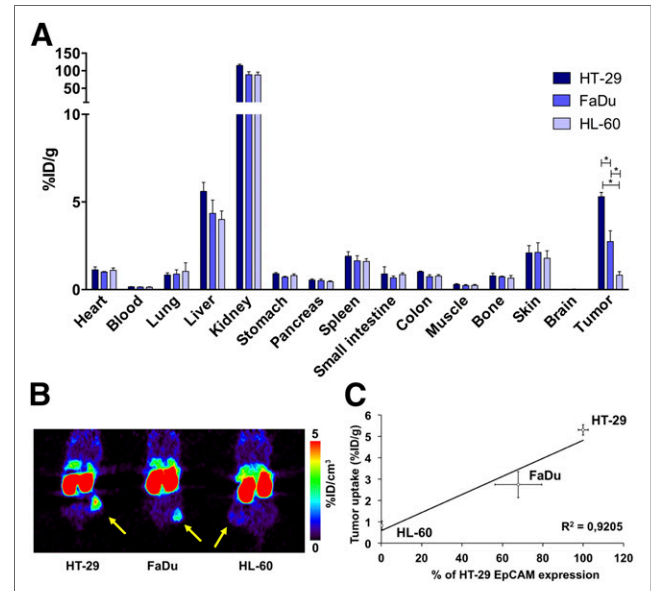 A
HT-29
FaDu
HL-60
%ID/g
150
100
50
10
5
0
* 
*
*
Heart
Blood
Lung
Liver
Kidney
Stomach
Pancreas
Spleen
Small intestine
Colon
Muscle
Bone
Skin
Brain
Tumor
B
5
%ID/cm³
0
HT-29
FaDu
HL-60
C
Tumor uptake (%ID/g)
6
5
4
3
2
1
0
HT-29
FaDu
HL-60
R² = 0,9205
0 20 40 60 80 100 120
% of HT-29 EpCAM expression